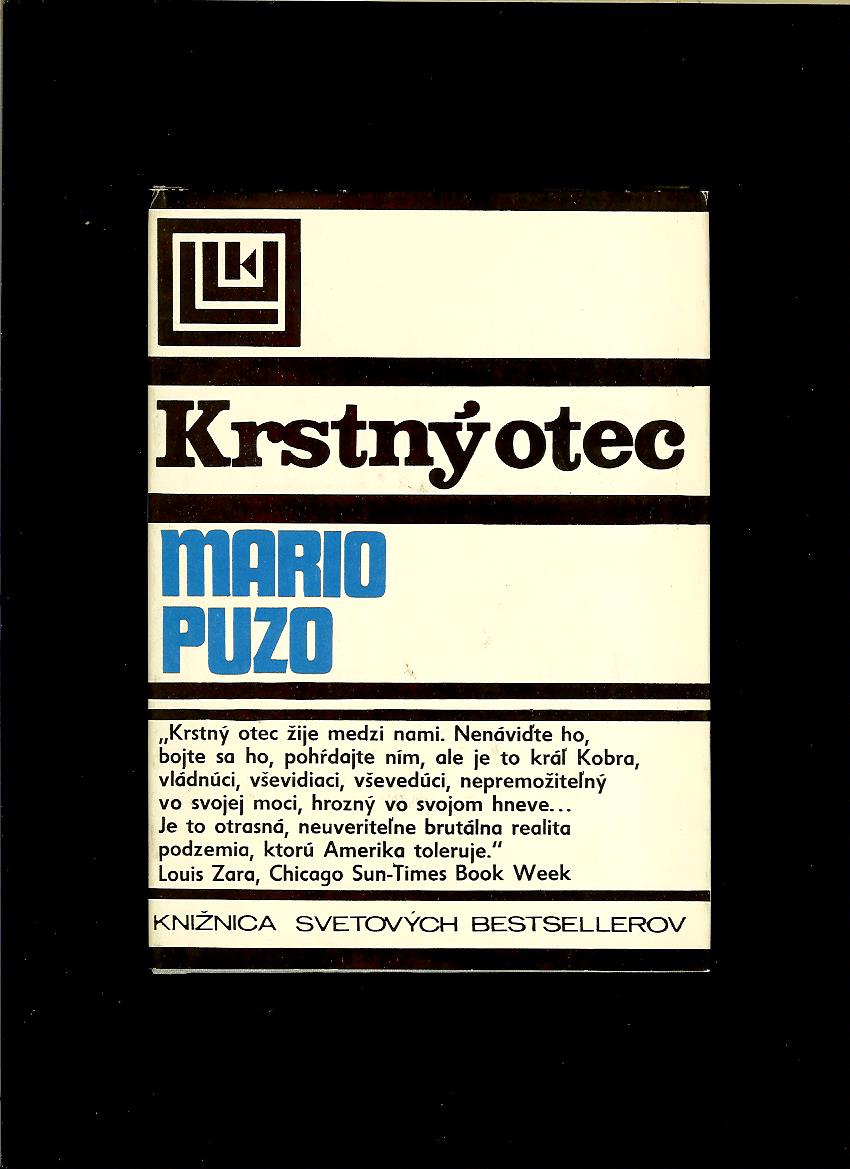 Krstný otec
MARIO
PUZO
„Krstný otec žije medzi nami. Nenáviďte ho,
bojte sa ho, pohŕdajte ním, ale je to kráľ Kobra,
vládnúci, vševidiaci, vševedúci, nepremožiteľný
vo svojej moci, hrozný vo svojom hneve...
Je to otrasná, neuveriteľne brutálna realita
podzemia, ktorú Amerika toleruje.“
Louis Zara, Chicago Sun-Times Book Week
KNIŽNICA SVETOVÝCH BESTSELLEROV